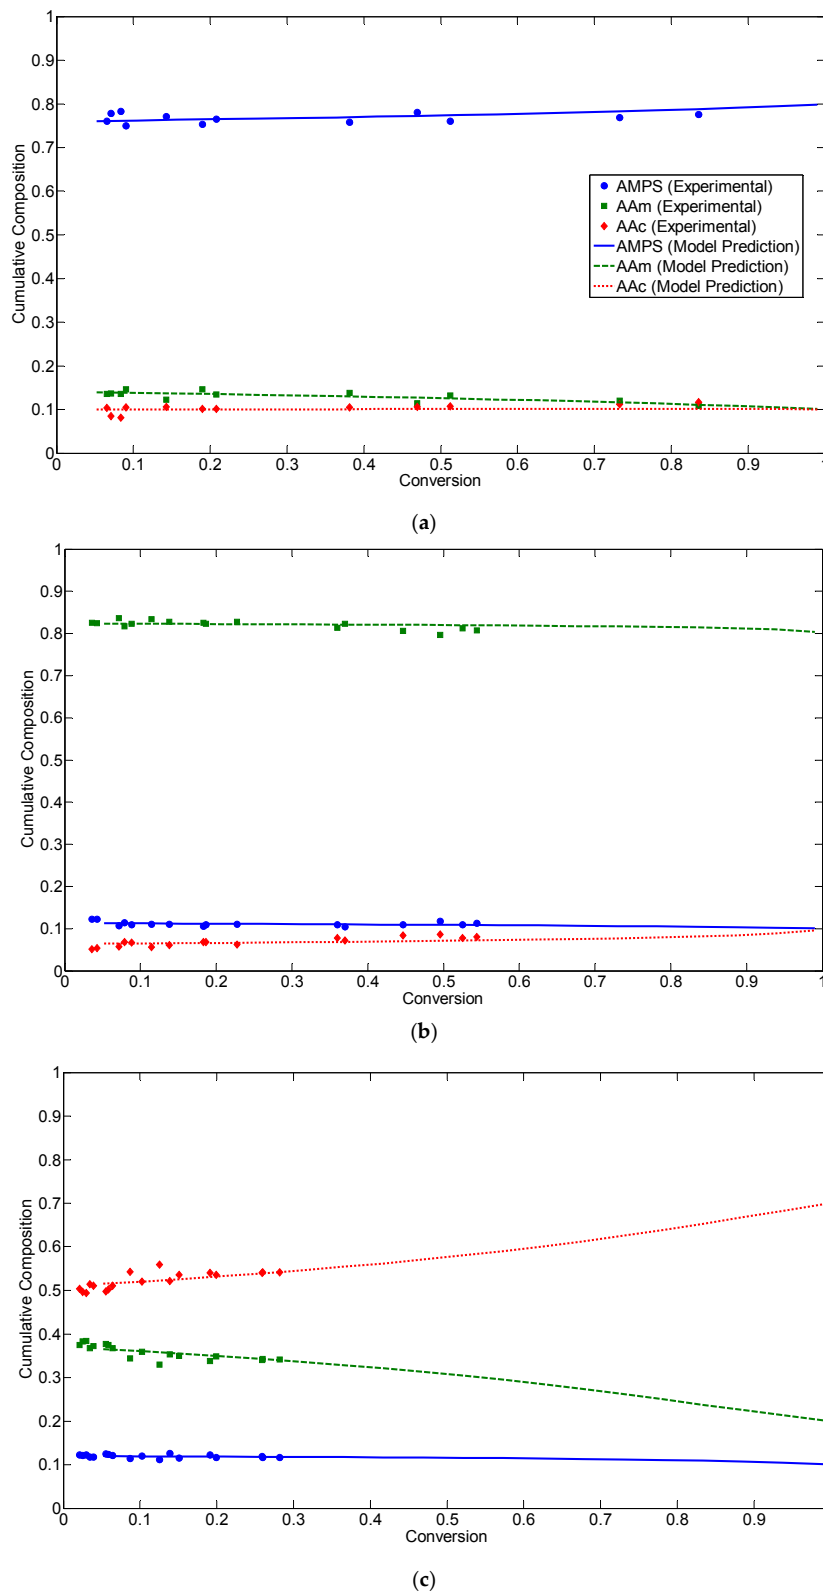 1
0.9
0.8
0.7
0.6
0.5
0.4
0.3
0.2
0.1
0
Cumulative Composition
AMPS (Experimental)
AAm (Experimental)
AAc (Experimental)
AMPS (Model Prediction)
AAm (Model Prediction)
AAc (Model Prediction)
0 0.1 0.2 0.3 0.4 0.5 0.6 0.7 0.8 0.9 1
Conversion
(a)
1
0.9
0.8
0.7
0.6
0.5
0.4
0.3
0.2
0.1
0
Cumulative Composition
0 0.1 0.2 0.3 0.4 0.5 0.6 0.7 0.8 0.9 1
Conversion
(b)
1
0.9
0.8
0.7
0.6
0.5
0.4
0.3
0.2
0.1
0
Cumulative Composition
0 0.1 0.2 0.3 0.4 0.5 0.6 0.7 0.8 0.9
Conversion
(c)